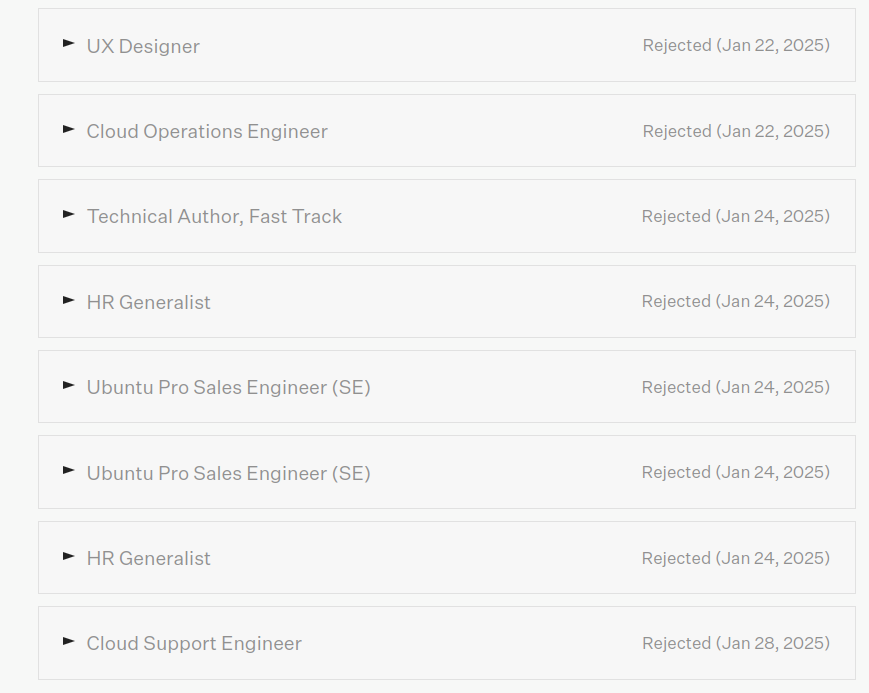 UX Designer Rejected (Jan 22, 2025)
Cloud Operations Engineer Rejected (Jan 22, 2025)
Technical Author, Fast Track Rejected (Jan 24, 2025)
HR Generalist Rejected (Jan 24, 2025)
Ubuntu Pro Sales Engineer (SE) Rejected (Jan 24, 2025)
Ubuntu Pro Sales Engineer (SE) Rejected (Jan 24, 2025)
HR Generalist Rejected (Jan 24, 2025)
Cloud Support Engineer Rejected (Jan 28, 2025)